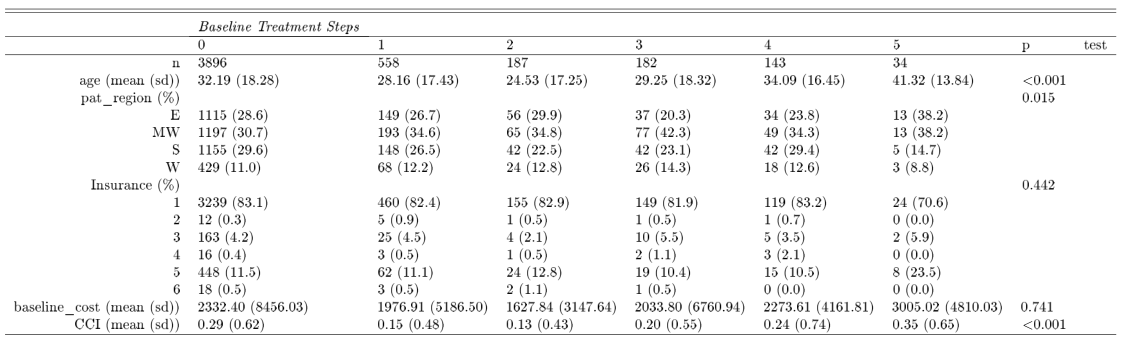 Baseline Treatment Steps
0 1 2 3 4 5 p test
n 3896 558 187 182 143 34
age (mean (sd)) 32.19 (18.28) 28.16 (17.43) 24.53 (17.25) 29.25 (18.32) 34.09 (16.45) 41.32 (13.84) <0.001
pat_region (%) 0.015
E 1115 (28.6) 149 (26.7) 56 (29.9) 37 (20.3) 34 (23.8) 13 (38.2)
MW 1197 (30.7) 193 (34.6) 65 (34.8) 77 (42.3) 49 (34.3) 13 (38.2)
S 1155 (29.6) 148 (26.5) 42 (22.5) 42 (23.1) 42 (29.4) 5 (14.7)
W 429 (11.0) 68 (12.2) 24 (12.8) 26 (14.3) 18 (12.6) 3 (8.8)
Insurance (%) 0.442
1 3239 (83.1) 460 (82.4) 155 (82.9) 149 (81.9) 119 (83.2) 24 (70.6)
2 12 (0.3) 5 (0.9) 1 (0.5) 1 (0.5) 1 (0.7) 0 (0.0)
3 163 (4.2) 25 (4.5) 4 (2.1) 10 (5.5) 5 (3.5) 2 (5.9)
4 16 (0.4) 3 (0.5) 1 (0.5) 2 (1.1) 3 (2.1) 0 (0.0)
5 448 (11.5) 62 (11.1) 24 (12.8) 19 (10.4) 15 (10.5) 8 (23.5)
6 18 (0.5) 3 (0.5) 2 (1.1) 1 (0.5) 0 (0.0) 0 (0.0)
baseline_cost (mean (sd)) 2332.40 (8456.03) 1976.91 (5186.50) 1627.84 (3147.64) 2033.80 (6760.94) 2273.61 (4161.81) 3005.02 (4810.03) 0.741
CCI (mean (sd)) 0.29 (0.62) 0.15 (0.48) 0.13 (0.43) 0.20 (0.55) 0.24 (0.74) 0.35 (0.65) <0.001